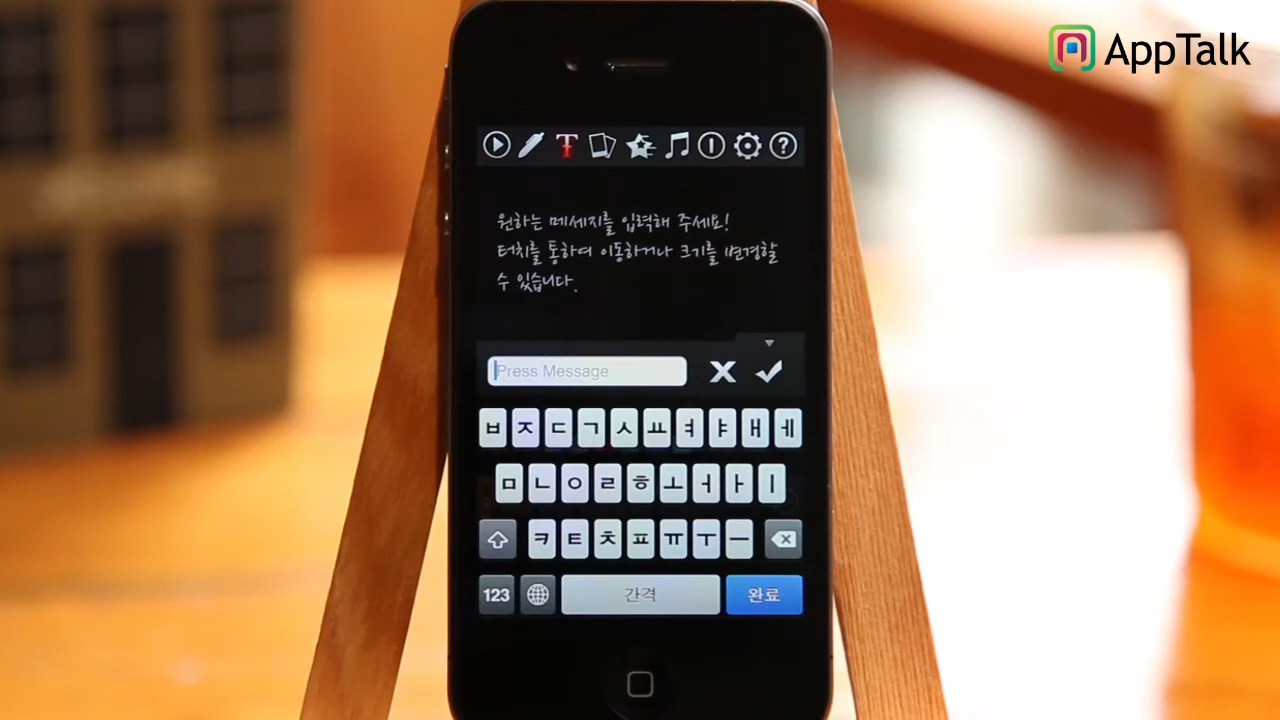 AppTalk
원하는 메세지를 입력해 주세요!
터치를 통하여 이동하거나 크기를 변경할
수 있습니다.
Press Message
ㅂ ㅈ ㄷ ㄱ ㅅ ㅛ ㅕ ㅑ ㅐ ㅔ
ㅁ ㄴ ㅇ ㄹ ㅎ ㅗ ㅓ ㅏ ㅣ
ㅋ ㅌ ㅊ ㅍ ㅠ ㅜ ㅡ
123 간격 완료